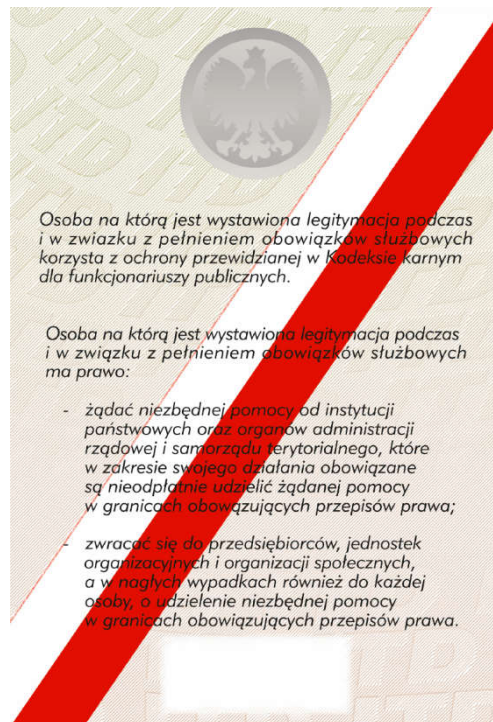 Osoba na którą jest wystawiona legitymacja podczas
i w zwiazku z pełnieniem obowiązków służbowych
korzysta z ochrony przewidzianej w Kodeksie karnym
dla funkcjonariuszy publicznych.
Osoba na którą jest wystawiona legitymacja podczas
i w związku z pełnieniem obowiązków służbowych
ma prawo:
- żądać niezbędnej pomocy od instytucji
państwowych oraz organów administracji
rządowej i samorządu terytorialnego, które
w zakresie swojego działania obowiązane
są nieodpłatnie udzielić żądanej pomocy
w granicach obowązujących przepisów prawa;
- zwracać się do przedsiębiorców, jednostek
organizacyjnych i organizacji społecznych,
a w nagłych wypadkach również do każdej
osoby, o udzielenie niezbędnej pomocy
w granicach obowiązujących przepisów prawa.
ITD